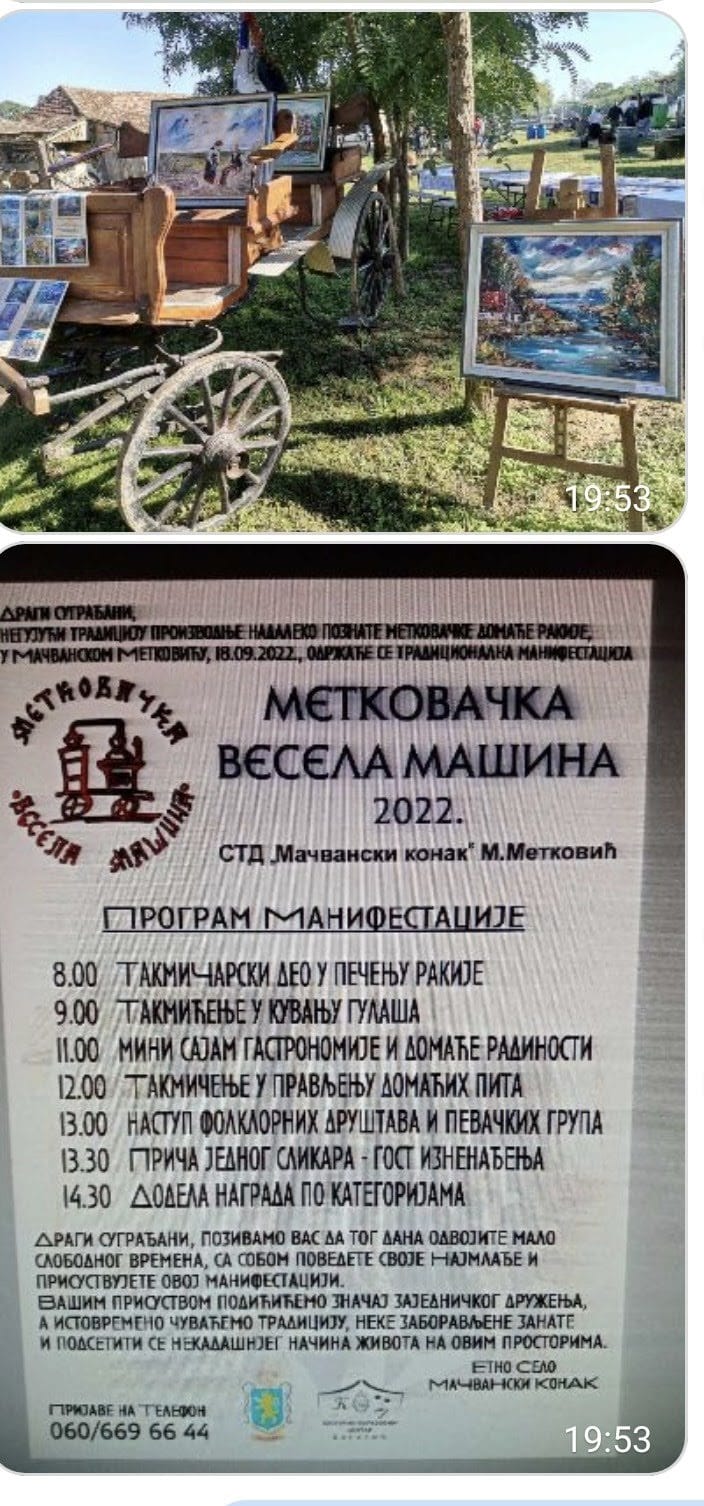 19:53
ДРАГИ СУГРАЂАНИ,
НЕГУЈУЋИ ТРАДИЦИЈУ ПРОИЗВОДЊЕ НАДАЛЕКО ПОЗНАТЕ МЕТКОВАЧКЕ ДОМАЋЕ РАКИЈЕ,
У МАЧВАНСКОМ МЕТКОВИЋУ, 18.09.2022., ОДРЖАЋЕ СЕ ТРАДИЦИОНАЛНА МАНИФЕСТАЦИЈА
МЕТКОВАЧКА
ВЕСЕЛА МАШИНА
МЕТКОВАЧКА
ВЕСЕЛА МАШИНА
2022.
СТД „Мачвански конак“ М.Метковић
ПРОГРАМ МАНИФЕСТАЦИЈЕ
8.00 ТАКМИЧАРСКИ ДЕО У ПЕЧЕЊУ РАКИЈЕ
9.00 ТАКМИЋЕЊЕ У КУВАЊУ ГУЛАША
11.00 МИНИ САЈАМ ГАСТРОНОМИЈЕ И ДОМАЋЕ РАДИНОСТИ
12.00 ТАКМИЧЕЊЕ У ПРАВЉЕЊУ ДОМАЋИХ ПИТА
13.00 НАСТУП ФОЛКЛОРНИХ ДРУШТАВА И ПЕВАЧКИХ ГРУПА
13.30 ПРИЧА ЈЕДНОГ СЛИКАРА - ГОСТ ИЗНЕНАЂЕЊА
14.30 ДОДЕЛА НАГРАДА ПО КАТЕГОРИЈАМА
ДРАГИ СУГРАЂАНИ, ПОЗИВАМО ВАС ДА ТОГ ДАНА ОДВОЈИТЕ МАЛО
СЛОБОДНОГ ВРЕМЕНА, СА СОБОМ ПОВЕДЕТЕ СВОЈЕ НАЈМЛАЂЕ И
ПРИСУСТВУЈЕТЕ ОВОЈ МАНИФЕСТАЦИЈИ.
ВАШИМ ПРИСУСТВОМ ПОДИЋИЋЕМО ЗНАЧАЈ ЗАЈЕДНИЧКОГ ДРУЖЕЊА,
А ИСТОВРЕМЕНО ЧУВАЋЕМО ТРАДИЦИЈУ, НЕКЕ ЗАБОРАВЉЕНЕ ЗАНАТЕ
И ПОДСЕТИТИ СЕ НЕКАДАШЊЕГ НАЧИНА ЖИВОТА НА ОВИМ ПРОСТОРИМА.
ЕТНО СЕЛО
МАЧВАНСКИ КОНАК
ПРИЈАВЕ НА ТЕЛЕФОН
060/669 66 44
19:53